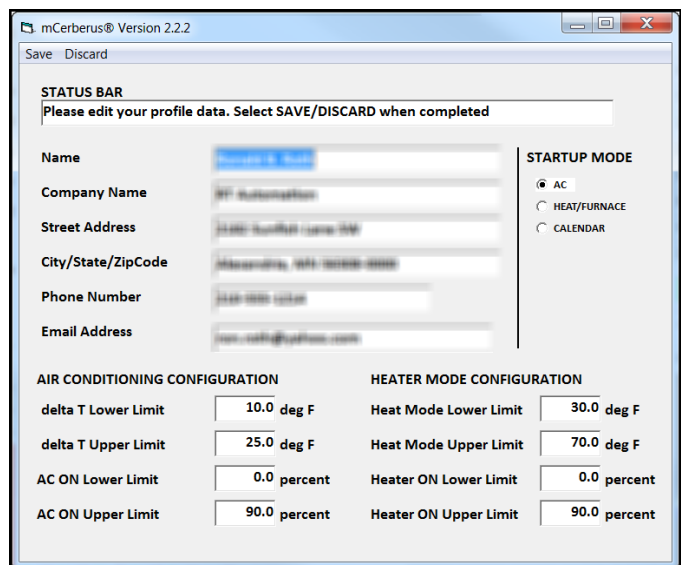 mCerberus® Version 2.2.2
Save Discard
STATUS BAR
Please edit your profile data. Select SAVE/DISCARD when completed
Name
Company Name
Street Address
City/State/ZipCode
Phone Number
Email Address
STARTUP MODE
AC
HEAT/FURNACE
CALENDAR
AIR CONDITIONING CONFIGURATION
delta T Lower Limit 10.0 deg F
delta T Upper Limit 25.0 deg F
AC ON Lower Limit 0.0 percent
AC ON Upper Limit 90.0 percent
HEATER MODE CONFIGURATION
Heat Mode Lower Limit 30.0 deg F
Heat Mode Upper Limit 70.0 deg F
Heater ON Lower Limit 0.0 percent
Heater ON Upper Limit 90.0 percent